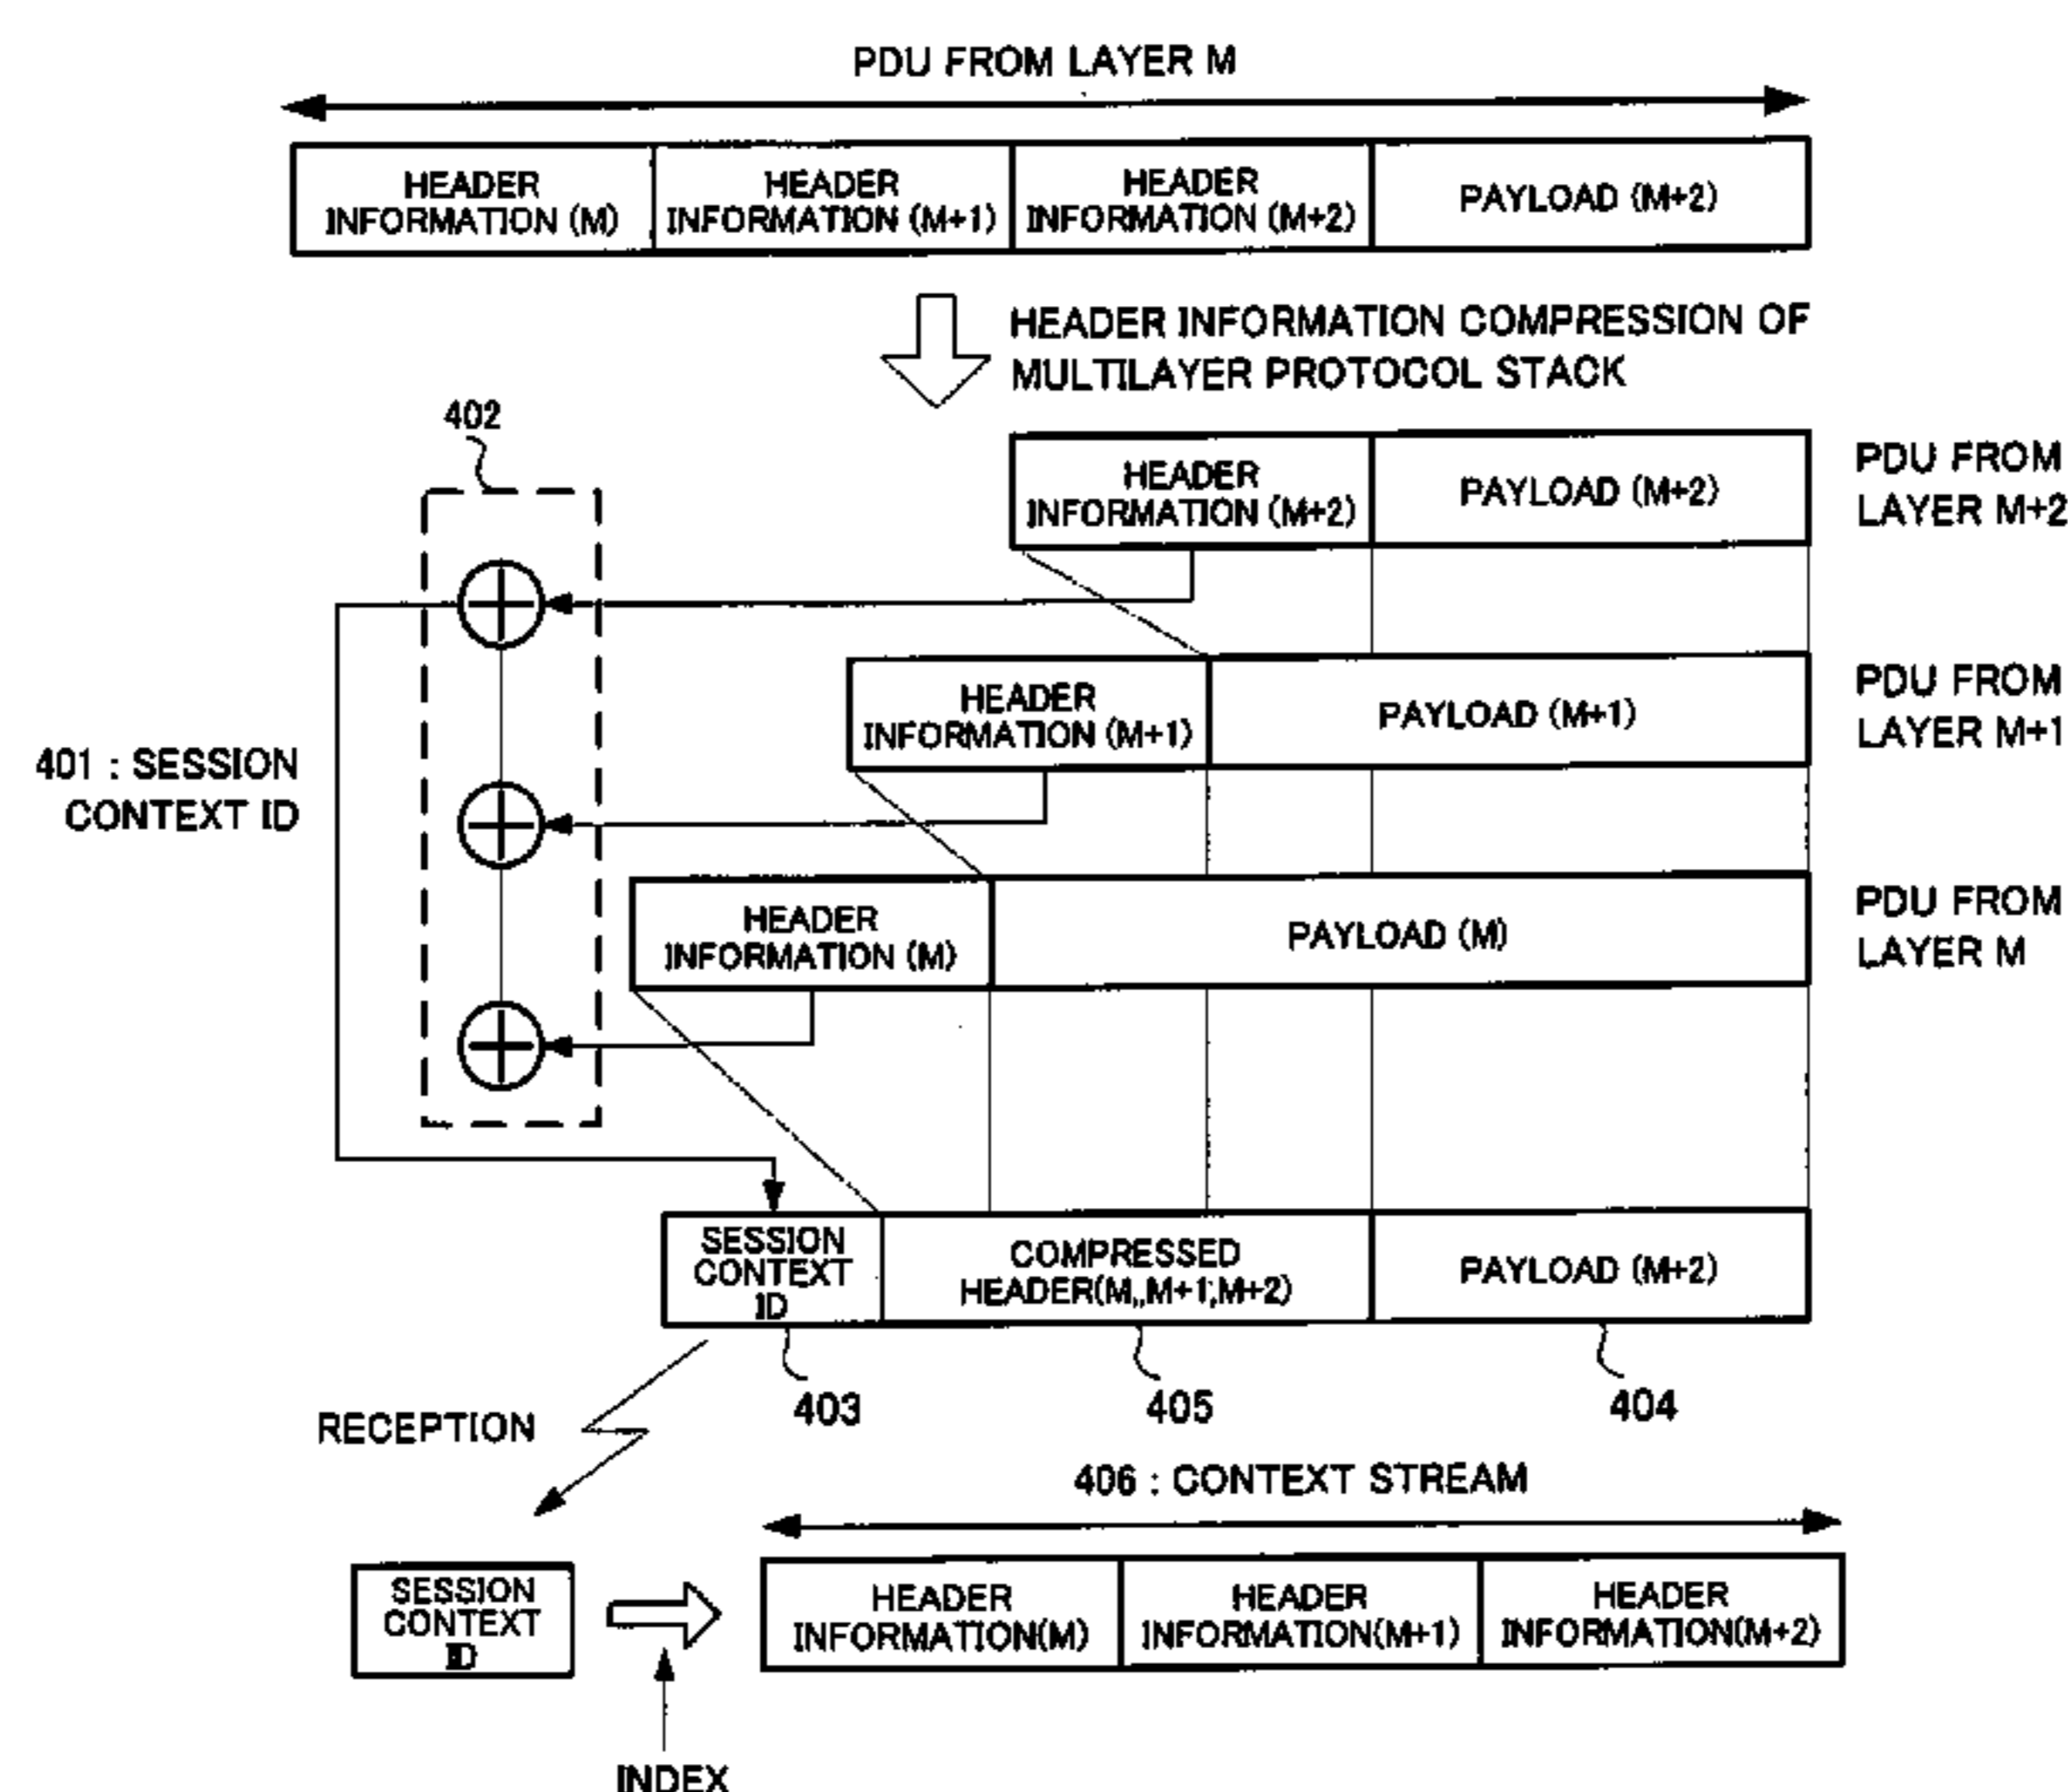 PDU FROM LAYER M
HEADER
INFORMATION (M)
HEADER
INFORMATION (M+1)
HEADER
INFORMATION (M+2)
PAYLOAD (M+2)
HEADER INFORMATION COMPRESSION OF
MULTILAYER PROTOCOL STACK
402
HEADER
INFORMATION (M+2)
PAYLOAD (M+2)
PDU FROM
LAYER M+2
HEADER
INFORMATION (M+1)
PAYLOAD (M+1)
PDU FROM
LAYER M+1
401 : SESSION
CONTEXT ID
HEADER
INFORMATION (M)
PAYLOAD (M)
PDU FROM
LAYER M
SESSION
CONTEXT
ID
COMPRESSED
HEADER(M,,M+1,M+2)
PAYLOAD (M+2)
403
405
404
RECEPTION
406 : CONTEXT STREAM
SESSION
CONTEXT
ID
HEADER
INFORMATION(M)
HEADER
INFORMATION(M+1)
HEADER
INFORMATION(M+2)
INDEX